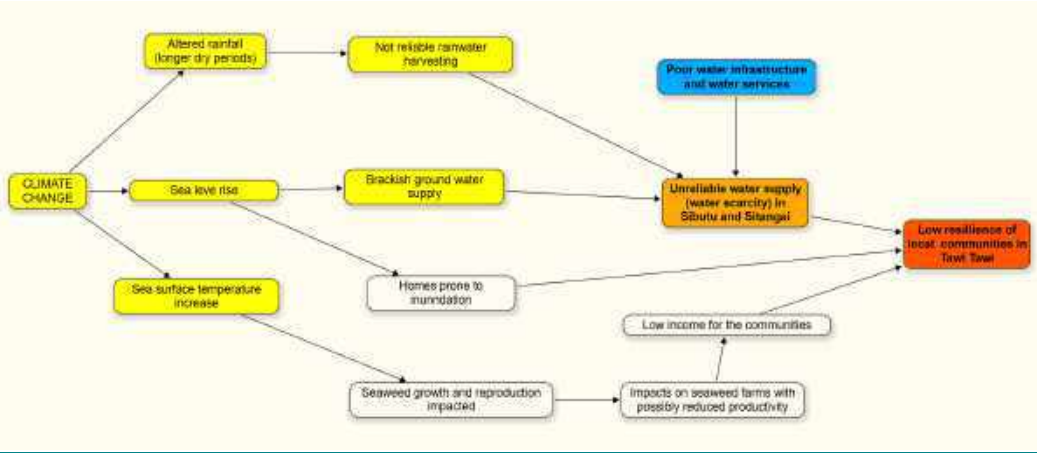 Altered rainfall
(longer dry periods)
Not reliable rainwater
harvesting
Poor water infrastructure
and water services
CLIMATE
CHANGE
Sea leve rise
Brackish ground water
supply
Unreliable water supply
(water scarcity) in
Sibutu and Sitangai
Low resilience of
local communities in
Tawi Tawi
Sea surface temperature
increase
Homes prone to
inunndation
Low income for the communities
Seaweed growth and reproduction
impacted
Impacts on seaweed farms with
possibly reduced productivity